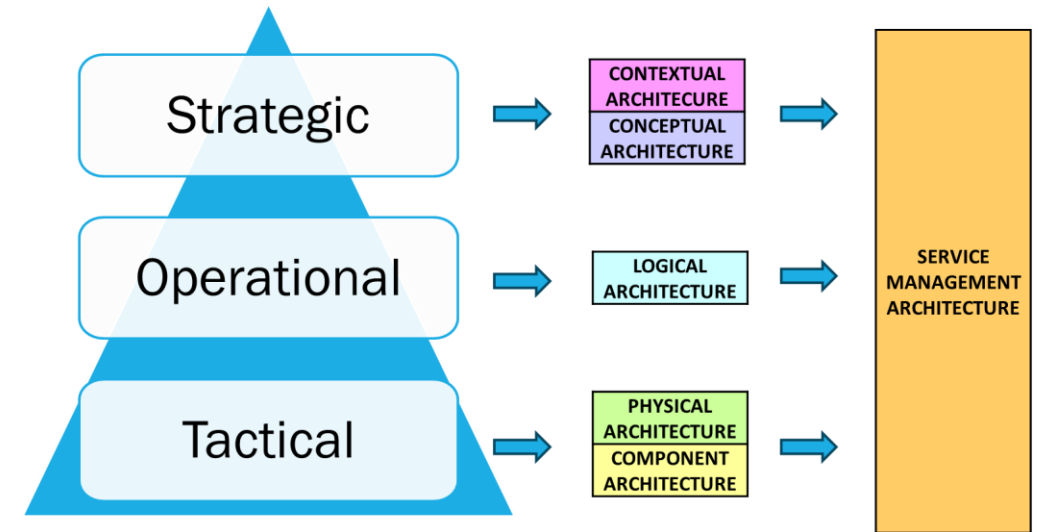 Strategic
CONTEXTUAL
ARCHITECURE
CONCEPTUAL
ARCHITECTURE
Operational
LOGICAL
ARCHITECTURE
SERVICE
MANAGEMENT
ARCHITECTURE
Tactical
PHYSICAL
ARCHITECTURE
COMPONENT
ARCHITECTURE